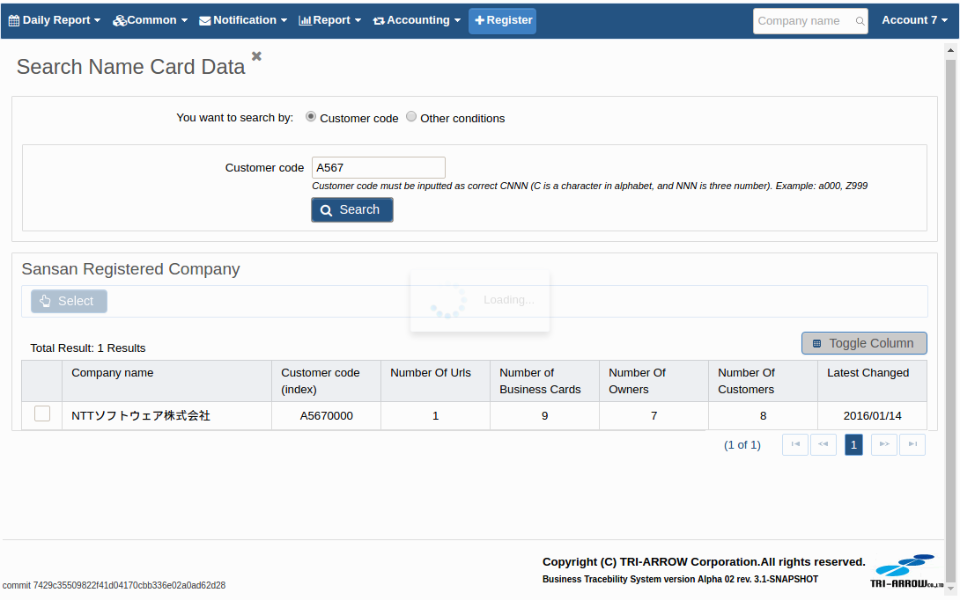 Daily Report Common Notification Report Accounting Register Company name Account 7
Search Name Card Data
You want to search by: Customer code Other conditions
Customer code A567
Customer code must be inputted as correct CNNN (C is a character in alphabet, and NNN is three number). Example: a000, Z999
Search
Sansan Registered Company
Select
Loading...
Total Result: 1 Results
Toggle Column
Company name Customer code (index) Number Of Urls Number of Business Cards Number Of Owners Number Of Customers Latest Changed
NTTソフトウェア株式会社 A5670000 1 9 7 8 2016/01/14
(1 of 1) 1
Copyright (C) TRI-ARROW Corporation.All rights reserved.
Business Tracebility System version Alpha 02 rev. 3.1-SNAPSHOT
TRI-ARROW Co.,Ltd
commit 7429c35509822f41d04170cbb336e02a0ad62d28